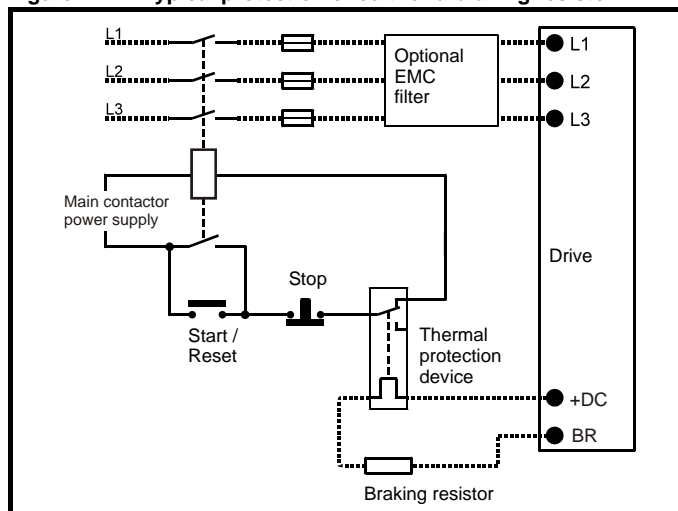 L1
L2
L3
Optional
EMC
filter
L1
L2
L3
Main contactor
power supply
Drive
Stop
Start /
Reset
Thermal
protection
device
+DC
BR
Braking resistor